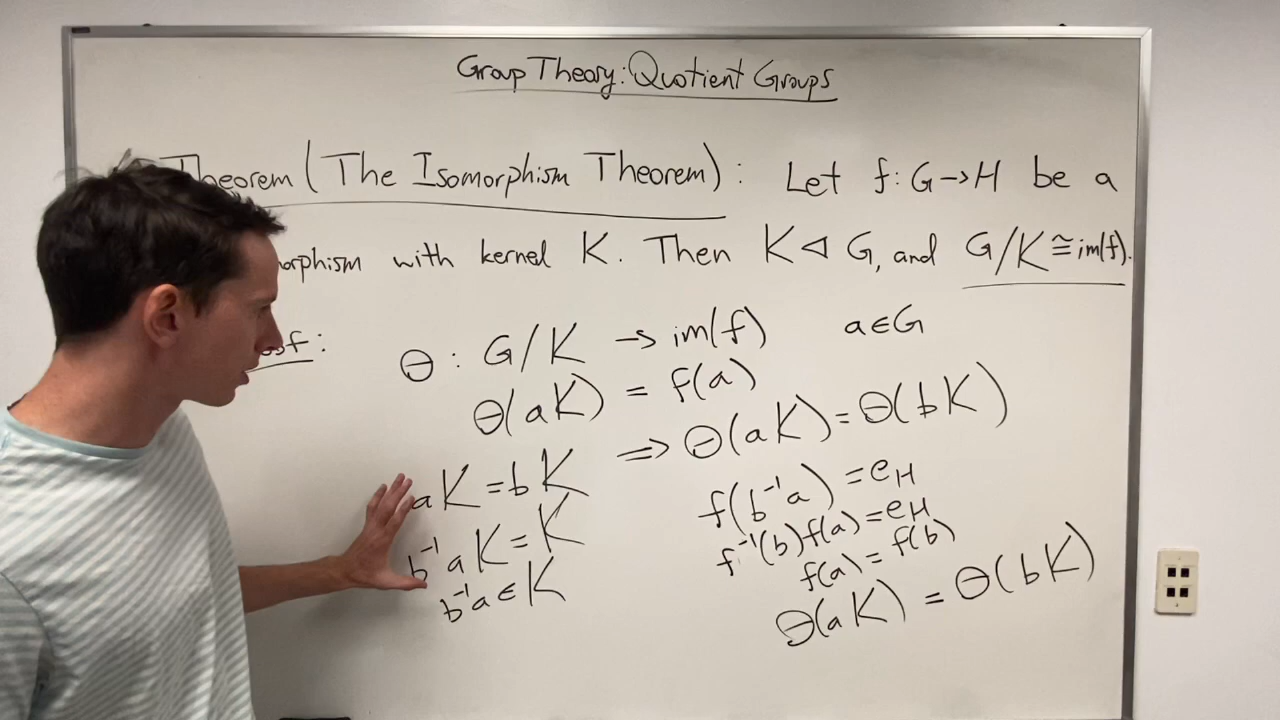 Group Theory: Quotient Groups
Theorem (The Isomorphism Theorem): Let f: G→H be a
with kernel K. Then K ◁ G, and G/K ≅ im(f).
Θ : G/K → im(f) a∈G
Θ(aK) = f(a)
aK = bK ⟹ Θ(aK) = Θ(bK)
b⁻¹aK = K f(b⁻¹a) = e_H
b⁻¹a ∈ K f⁻¹(b)f(a) = e_H
f(a) = f(b)
Θ(aK) = Θ(bK)